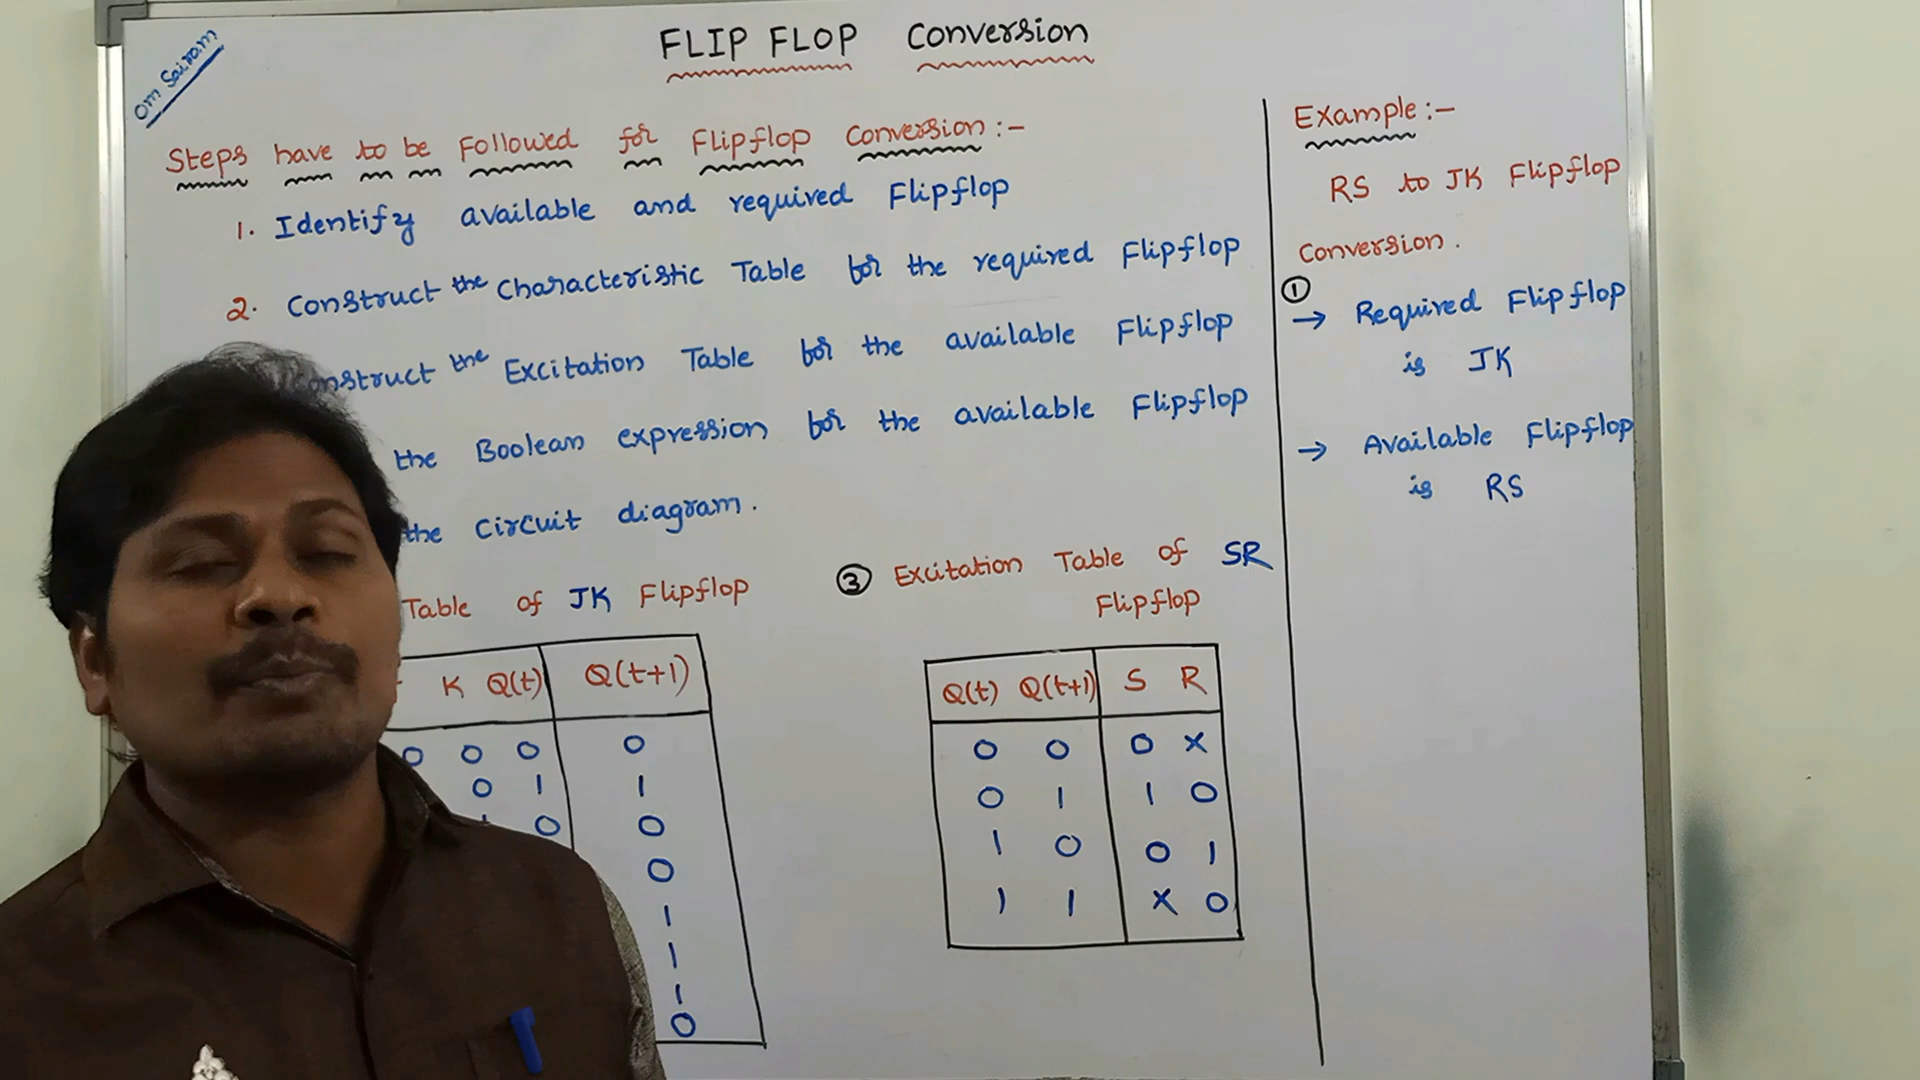 Om Sairam
FLIP FLOP Conversion
Steps have to be Followed for Flipflop Conversion :-
1. Identify available and required Flipflop
2. Construct the Characteristic Table for the required Flipflop
Construct the Excitation Table for the available Flipflop
the Boolean expression for the available Flipflop
the Circuit diagram.
Table of JK Flipflop
K Q(t) Q(t+1)
0 0 0 0
0 1 1
0 0
0
1
1
1
0
③ Excitation Table of SR
Flipflop
Q(t) Q(t+1) S R
0 0 0 X
0 1 1 0
1 0 0 1
1 1 X 0
Example :-
RS to JK Flipflop
Conversion.
①
→ Required Flipflop
is JK
→ Available Flipflop
is RS